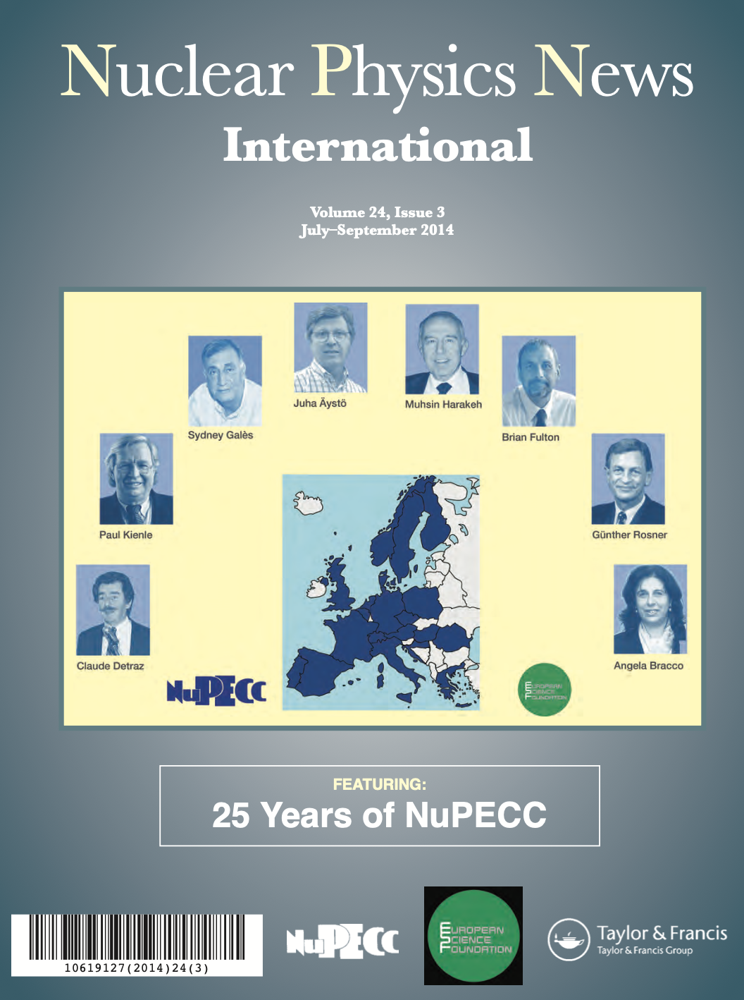 Nuclear Physics News
International
Volume 24, Issue 3
July–September 2014
Juha Äystö
Muhsin Harakeh
Sydney Galès
Brian Fulton
Paul Kienle
Günther Rosner
Claude Detraz
Angela Bracco
NuPECC
EUROPEAN
SCIENCE
FOUNDATION
FEATURING:
25 Years of NuPECC
10619127(2014)24(3)
NuPECC
EUROPEAN
SCIENCE
FOUNDATION
Taylor & Francis
Taylor & Francis Group